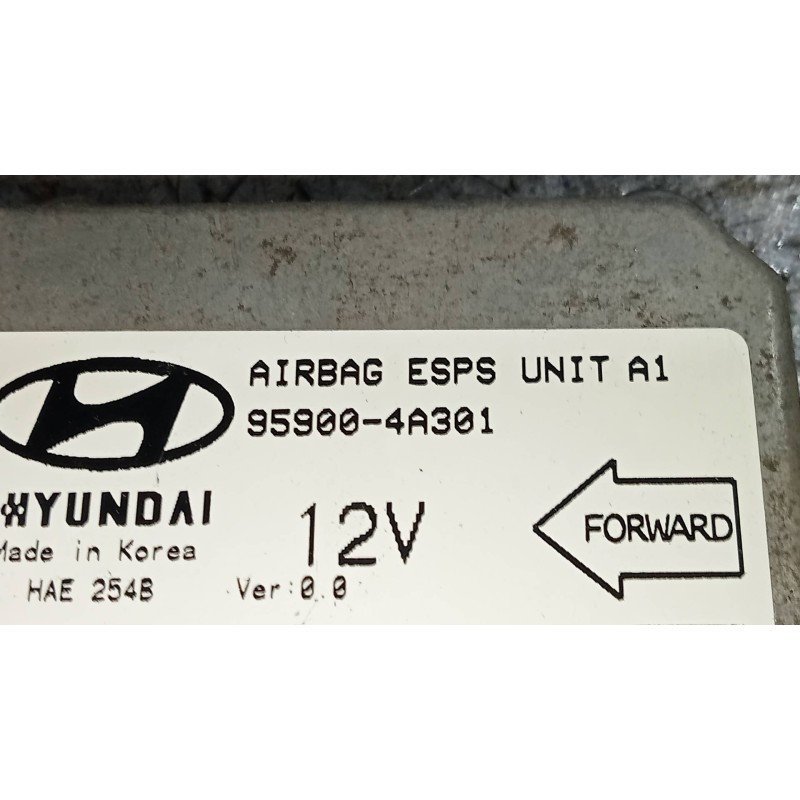 AIRBAG ESPS UNIT A1
95900-4A301
HYUNDAI
Made in Korea
12V
FORWARD
HAE 254B
Ver:0.0